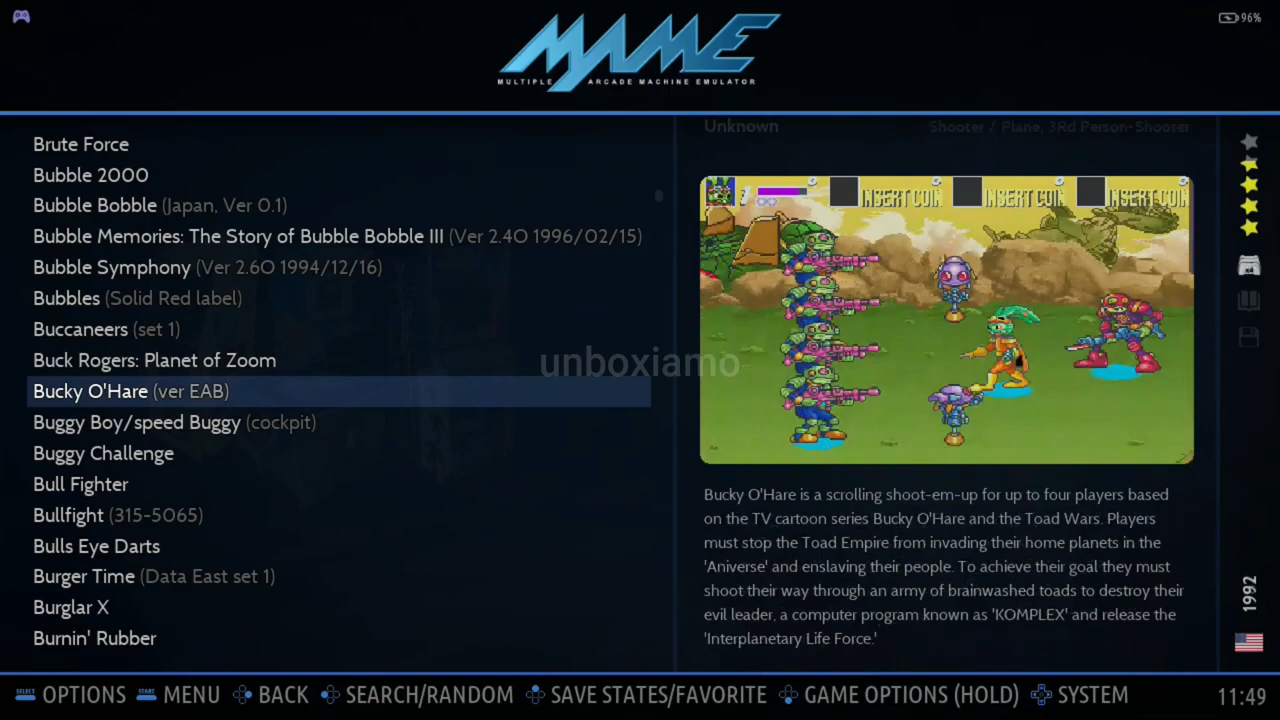 96%
MAME
MULTIPLE ARCADE MACHINE EMULATOR
Brute Force
Bubble 2000
Bubble Bobble (Japan, Ver 0.1)
Bubble Memories: The Story of Bubble Bobble III (Ver 2.4O 1996/02/15)
Bubble Symphony (Ver 2.6O 1994/12/16)
Bubbles (Solid Red label)
Buccaneers (set 1)
Buck Rogers: Planet of Zoom
Bucky O'Hare (ver EAB)
Buggy Boy/speed Buggy (cockpit)
Buggy Challenge
Bull Fighter
Bullfight (315-5065)
Bulls Eye Darts
Burger Time (Data East set 1)
Burglar X
Burnin' Rubber
Unknown
Shooter / Plane, 3Rd Person-Shooter
INSERT COIN INSERT COIN INSERT COIN
unboxiamo
Bucky O'Hare is a scrolling shoot-em-up for up to four players based
on the TV cartoon series Bucky O'Hare and the Toad Wars. Players
must stop the Toad Empire from invading their home planets in the
'Aniverse' and enslaving their people. To achieve their goal they must
shoot their way through an army of brainwashed toads to destroy their
evil leader, a computer program known as 'KOMPLEX' and release the
'Interplanetary Life Force.'
1992
SELECT OPTIONS START MENU BACK SEARCH/RANDOM SAVE STATES/FAVORITE GAME OPTIONS (HOLD) SYSTEM 11:49